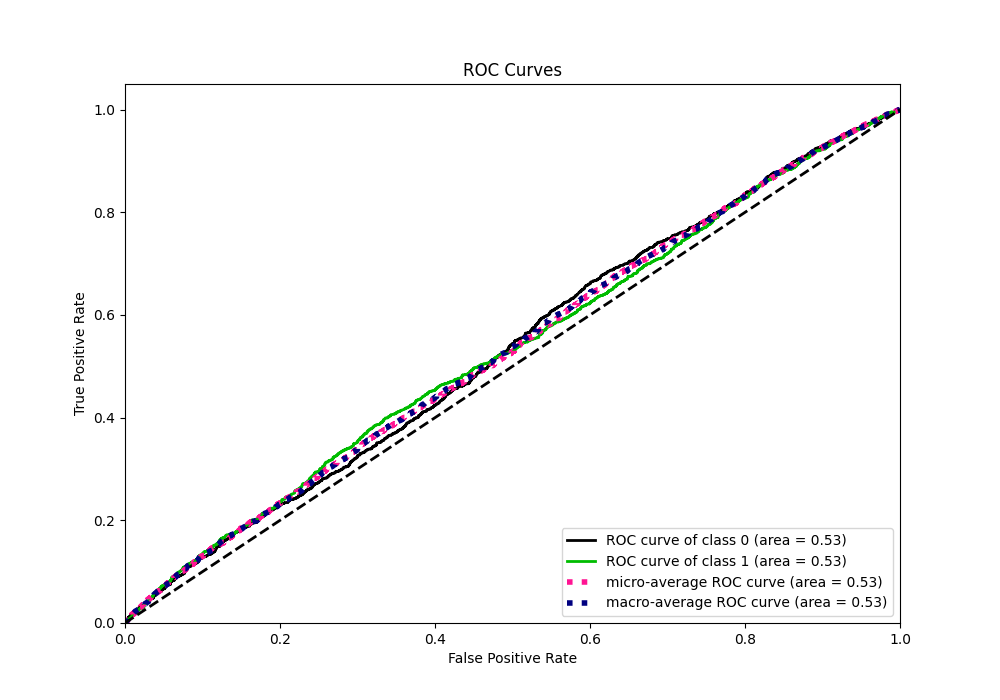 ROC Curves
True Positive Rate
1.0
0.8
0.6
0.4
0.2
0.0
0.0 0.2 0.4 0.6 0.8 1.0
False Positive Rate
ROC curve of class 0 (area = 0.53)
ROC curve of class 1 (area = 0.53)
micro-average ROC curve (area = 0.53)
macro-average ROC curve (area = 0.53)